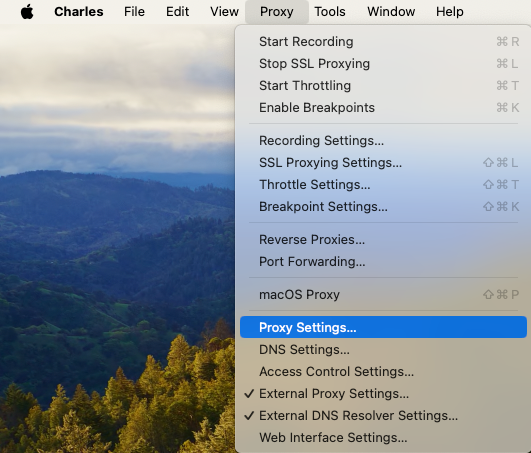 Charles File Edit View Proxy Tools Window Help
Start Recording ⌘ R
Stop SSL Proxying ⌘ L
Start Throttling ⌘ T
Enable Breakpoints ⌘ K
Recording Settings...
SSL Proxying Settings... ⇧ ⌘ L
Throttle Settings... ⇧ ⌘ T
Breakpoint Settings... ⇧ ⌘ K
Reverse Proxies...
Port Forwarding...
macOS Proxy ⇧ ⌘ P
Proxy Settings...
DNS Settings...
Access Control Settings...
✓ External Proxy Settings...
✓ External DNS Resolver Settings...
Web Interface Settings...